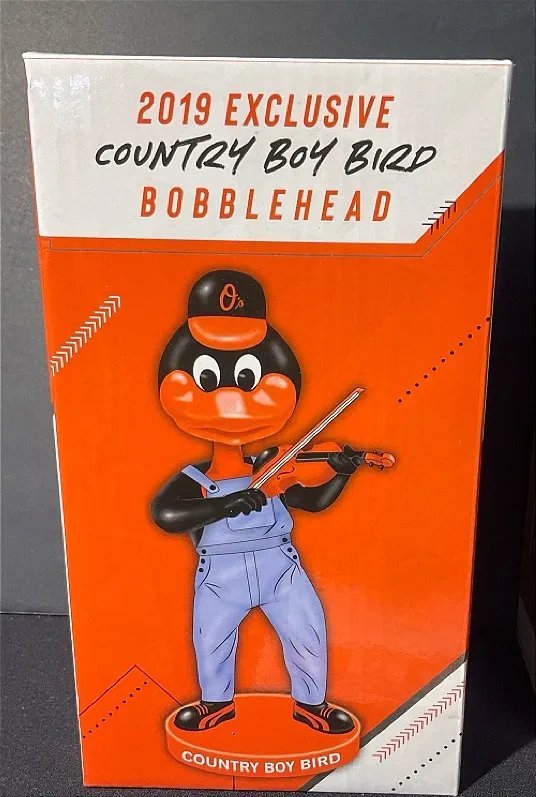 2019 EXCLUSIVE
COUNTRY BOY BIRD
BOBBLEHEAD
O's
COUNTRY BOY BIRD